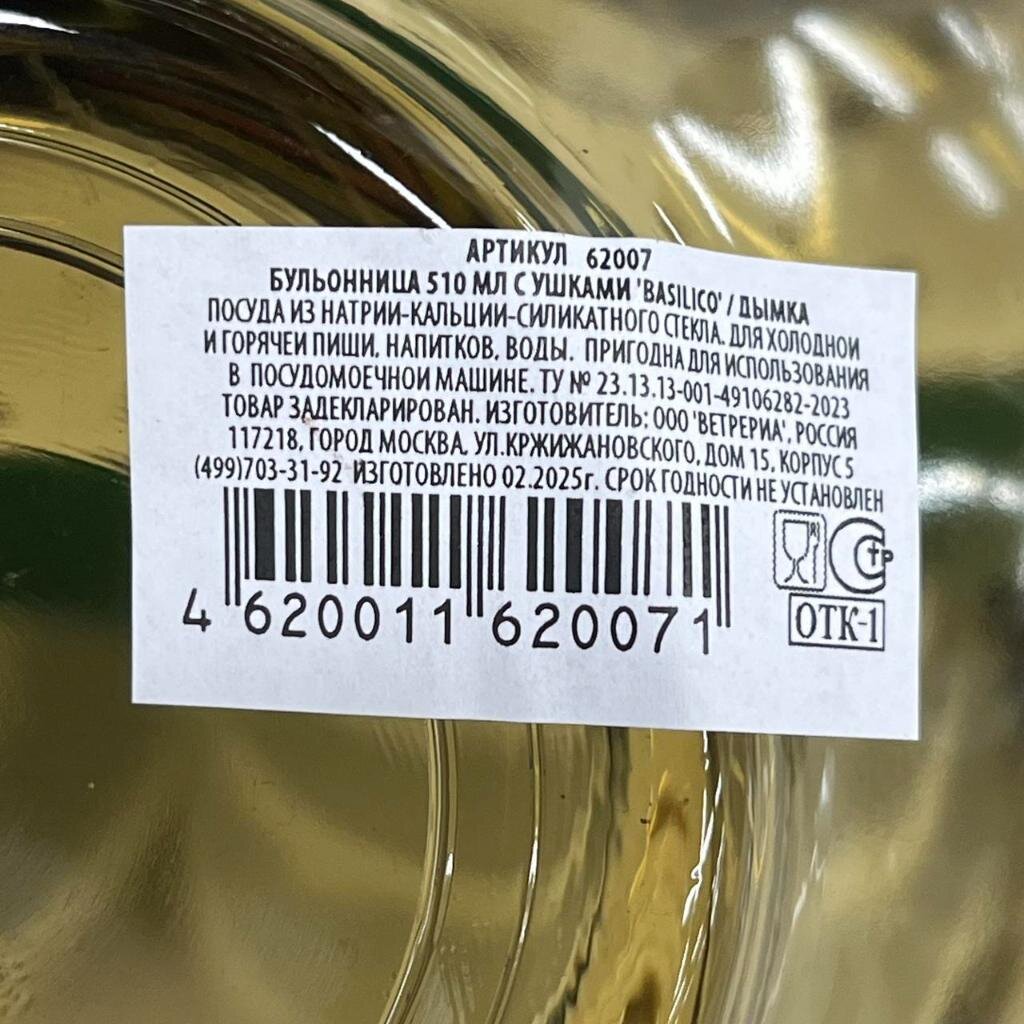 АРТИКУЛ 62007
БУЛЬОННИЦА 510 МЛ С УШКАМИ 'BASILICO' / ДЫМКА
ПОСУДА ИЗ НАТРИИ-КАЛЬЦИИ-СИЛИКАТНОГО СТЕКЛА. ДЛЯ ХОЛОДНОИ
И ГОРЯЧЕИ ПИЩИ, НАПИТКОВ, ВОДЫ. ПРИГОДНА ДЛЯ ИСПОЛЬЗОВАНИЯ
В ПОСУДОМОЕЧНОИ МАШИНЕ. ТУ № 23.13.13-001-49106282-2023
ТОВАР ЗАДЕКЛАРИРОВАН. ИЗГОТОВИТЕЛЬ: ООО 'ВЕТРЕРИА', РОССИЯ
117218, ГОРОД МОСКВА, УЛ.КРЖИЖАНОВСКОГО, ДОМ 15, КОРПУС 5
(499)703-31-92 ИЗГОТОВЛЕНО 02.2025г. СРОК ГОДНОСТИ НЕ УСТАНОВЛЕН
4 620011 620071
СТР
ОТК-1